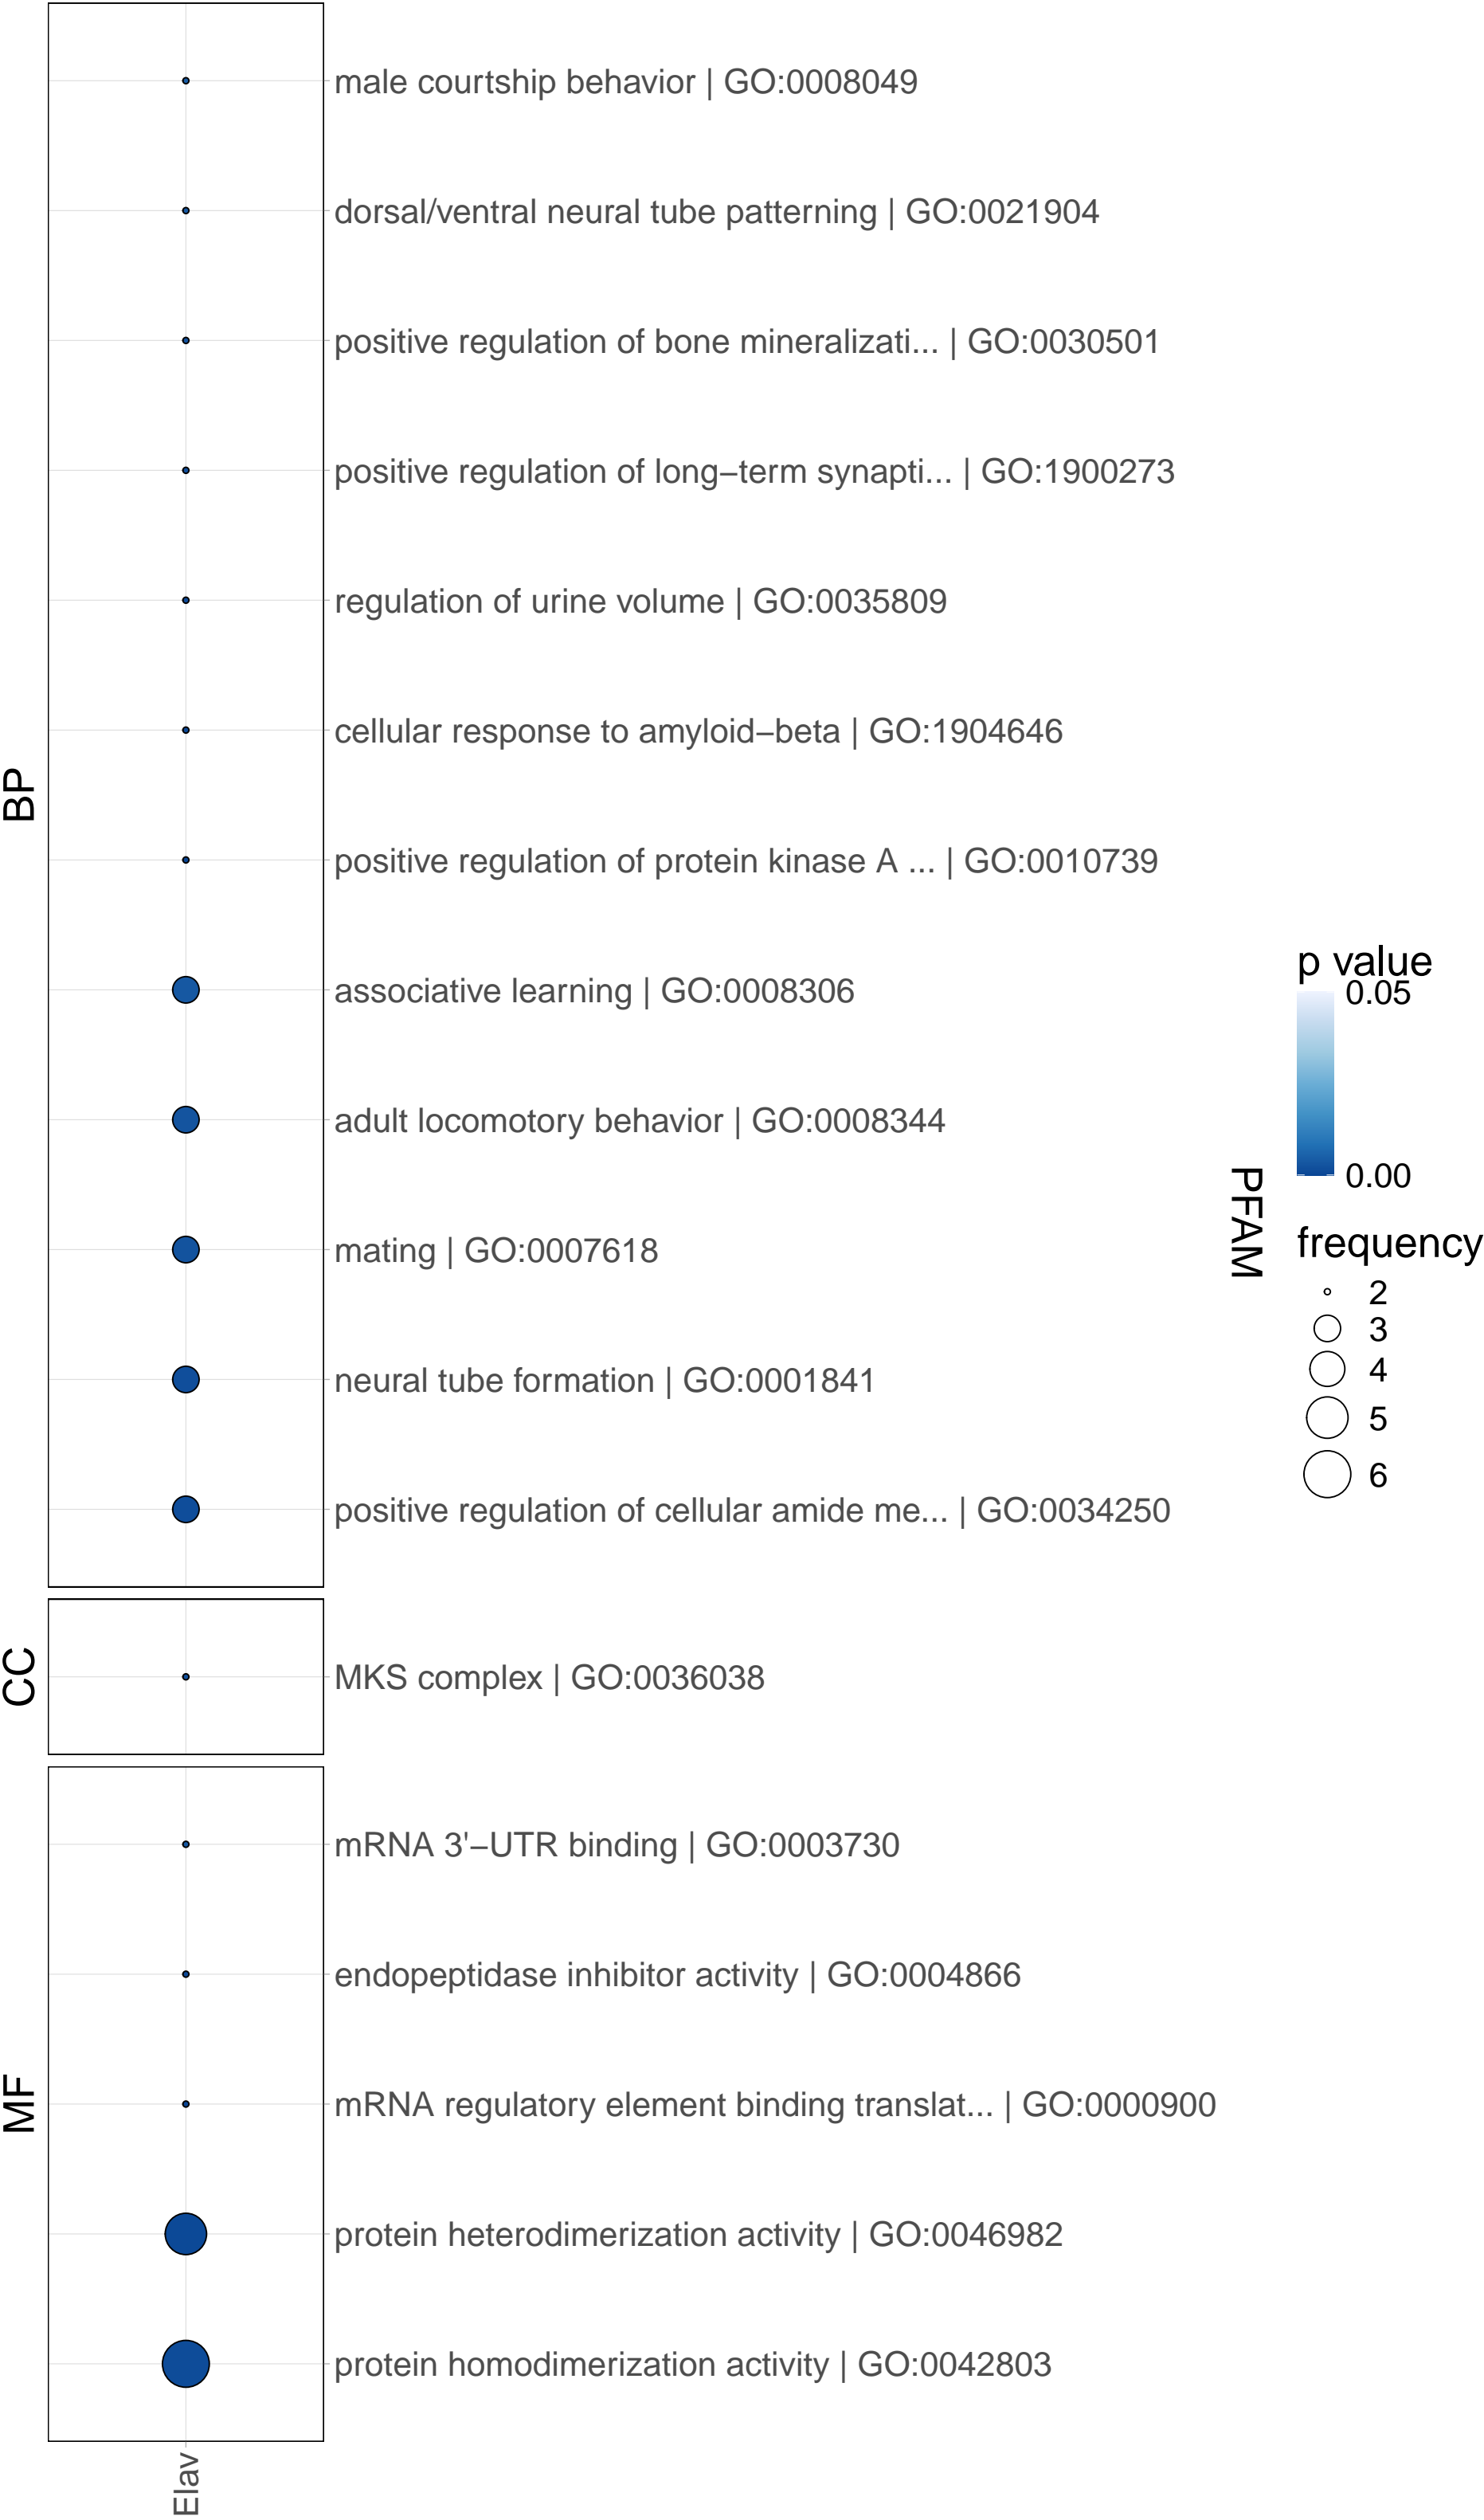 BP
male courtship behavior | GO:0008049
dorsal/ventral neural tube patterning | GO:0021904
positive regulation of bone mineralizati... | GO:0030501
positive regulation of long−term synapti... | GO:1900273
regulation of urine volume | GO:0035809
cellular response to amyloid−beta | GO:1904646
positive regulation of protein kinase A ... | GO:0010739
associative learning | GO:0008306
adult locomotory behavior | GO:0008344
mating | GO:0007618
neural tube formation | GO:0001841
positive regulation of cellular amide me... | GO:0034250
CC
MKS complex | GO:0036038
MF
mRNA 3'−UTR binding | GO:0003730
endopeptidase inhibitor activity | GO:0004866
mRNA regulatory element binding translat... | GO:0000900
protein heterodimerization activity | GO:0046982
protein homodimerization activity | GO:0042803
Elav
PFAM
p value
0.05
0.00
frequency
2
3
4
5
6